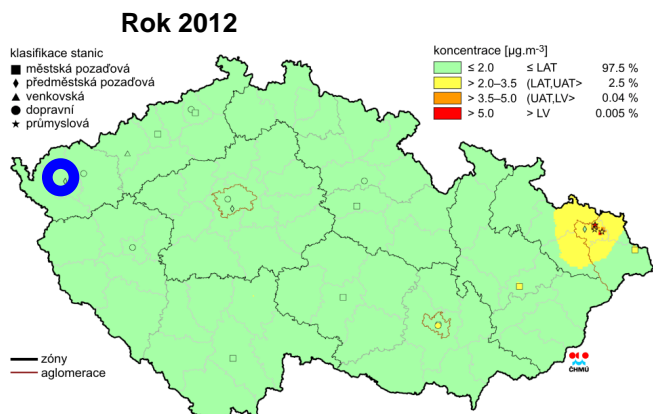 Rok 2012
klasifikace stanic
městská pozaďová
předměstská pozaďová
venkovská
dopravní
průmyslová
koncentrace [µg.m-3]
≤ 2.0 ≤ LAT 97.5 %
> 2.0–3.5 (LAT,UAT> 2.5 %
> 3.5–5.0 (UAT,LV> 0.04 %
> 5.0 > LV 0.005 %
zóny
aglomerace
ČHMÚ